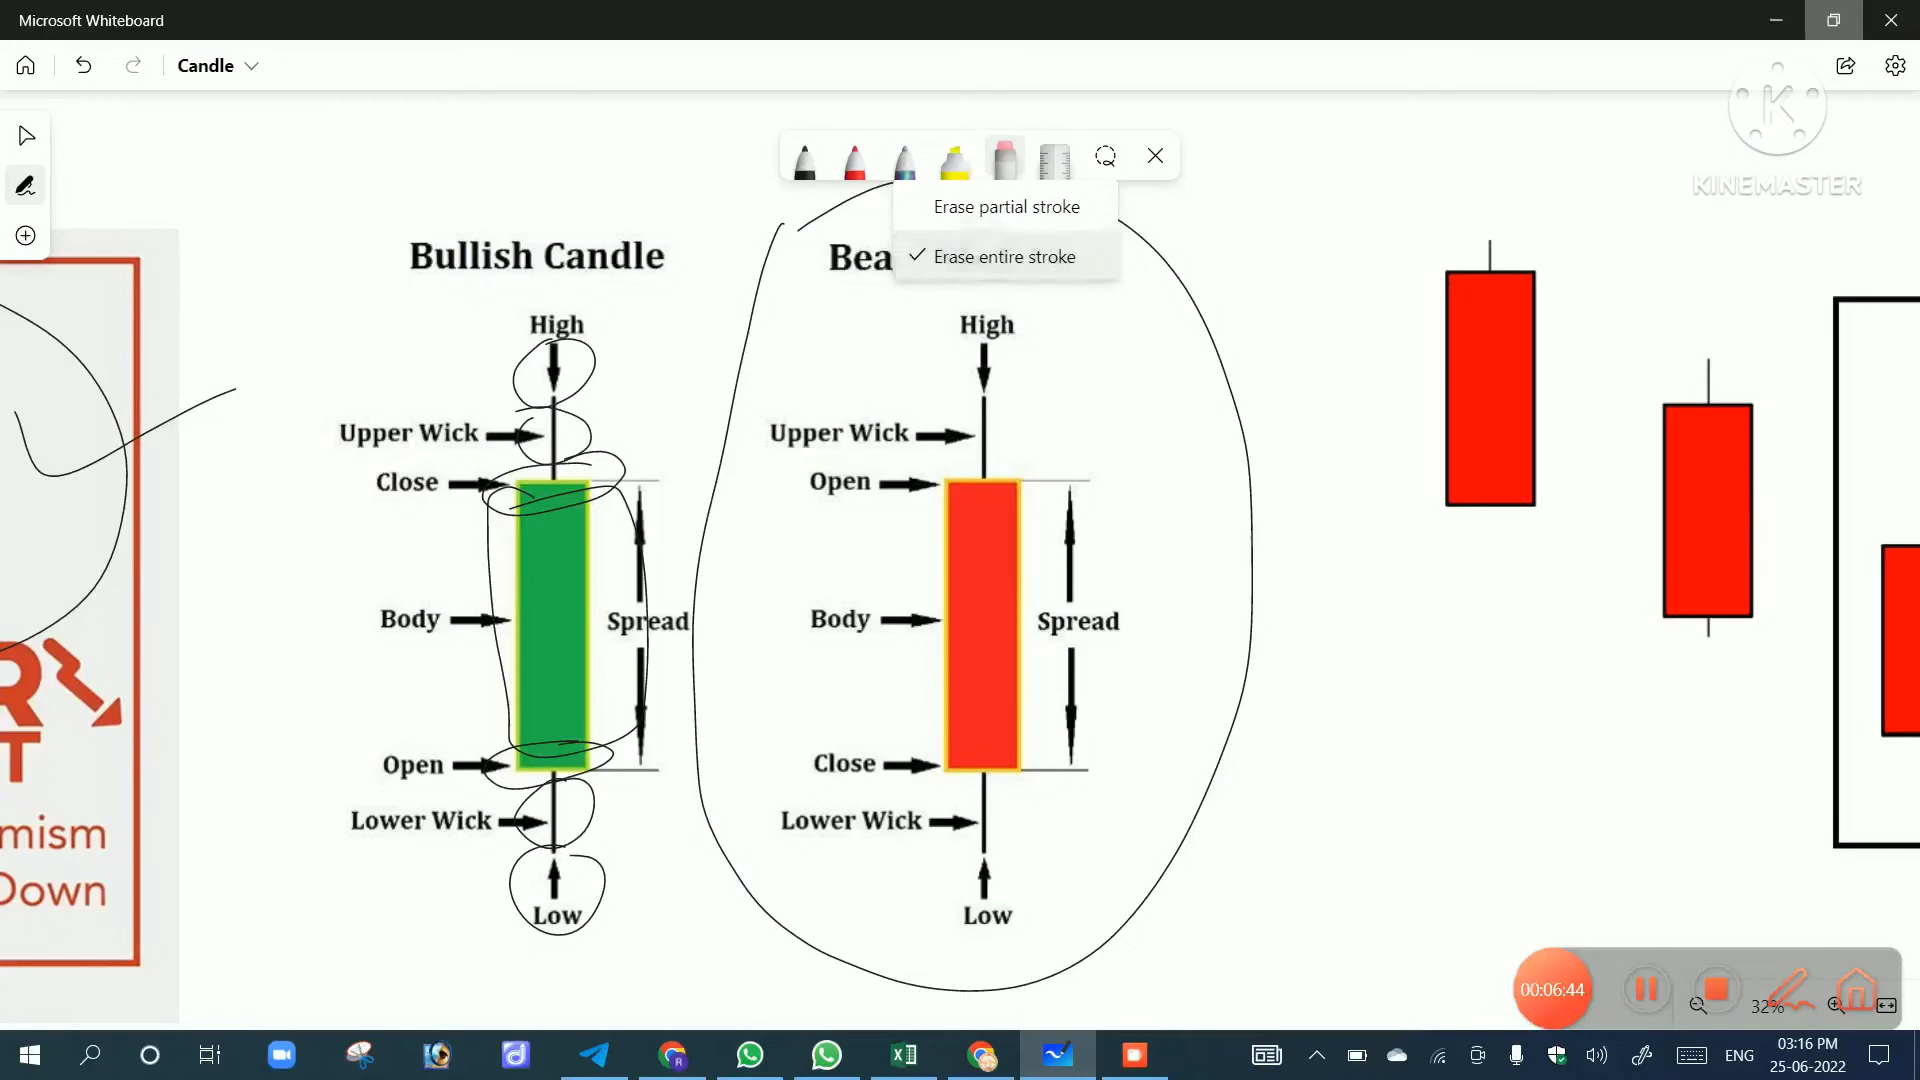 Microsoft Whiteboard
Candle
KINEMASTER
Erase partial stroke
Erase entire stroke
Bullish Candle
Bea
High
High
Upper Wick
Upper Wick
Close
Open
Body
Spread
Body
Spread
Open
Close
Lower Wick
Lower Wick
Low
Low
R
T
mism
Down
00:06:44
32%
ENG
03:16 PM
25-06-2022